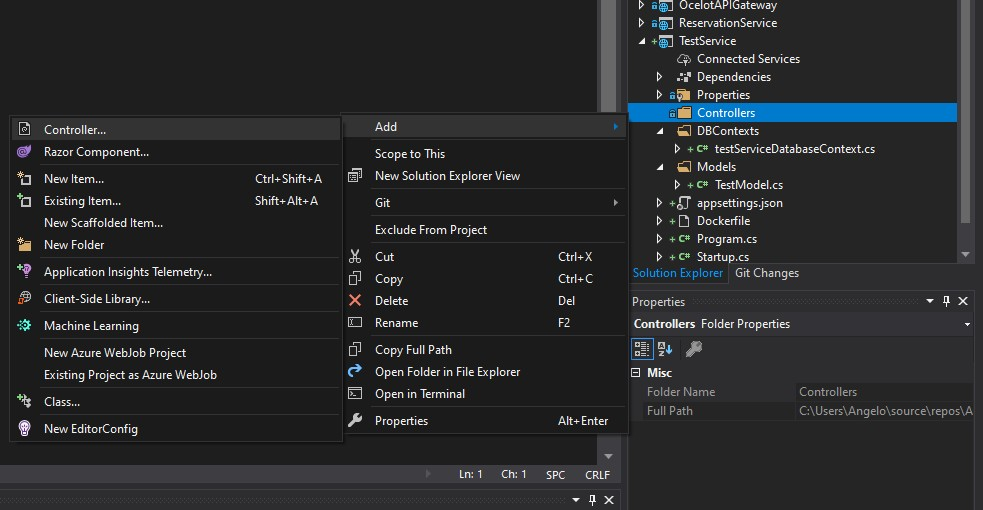 OcelotAPIGateway
ReservationService
TestService
Connected Services
Dependencies
Properties
Controllers
DBContexts
testServiceDatabaseContext.cs
Models
TestModel.cs
appsettings.json
Dockerfile
Program.cs
Startup.cs
Solution Explorer Git Changes
Controller...
Razor Component...
New Item... Ctrl+Shift+A
Existing Item... Shift+Alt+A
New Scaffolded Item...
New Folder
Application Insights Telemetry...
Client-Side Library...
Machine Learning
New Azure WebJob Project
Existing Project as Azure WebJob
Class...
New EditorConfig
Add
Scope to This
New Solution Explorer View
Git
Exclude From Project
Cut Ctrl+X
Copy Ctrl+C
Delete Del
Rename F2
Copy Full Path
Open Folder in File Explorer
Open in Terminal
Properties Alt+Enter
Properties
Controllers Folder Properties
Misc
Folder Name Controllers
Full Path C:\Users\Angelo\source\repos\A
Ln: 1 Ch: 1 SPC CRLF